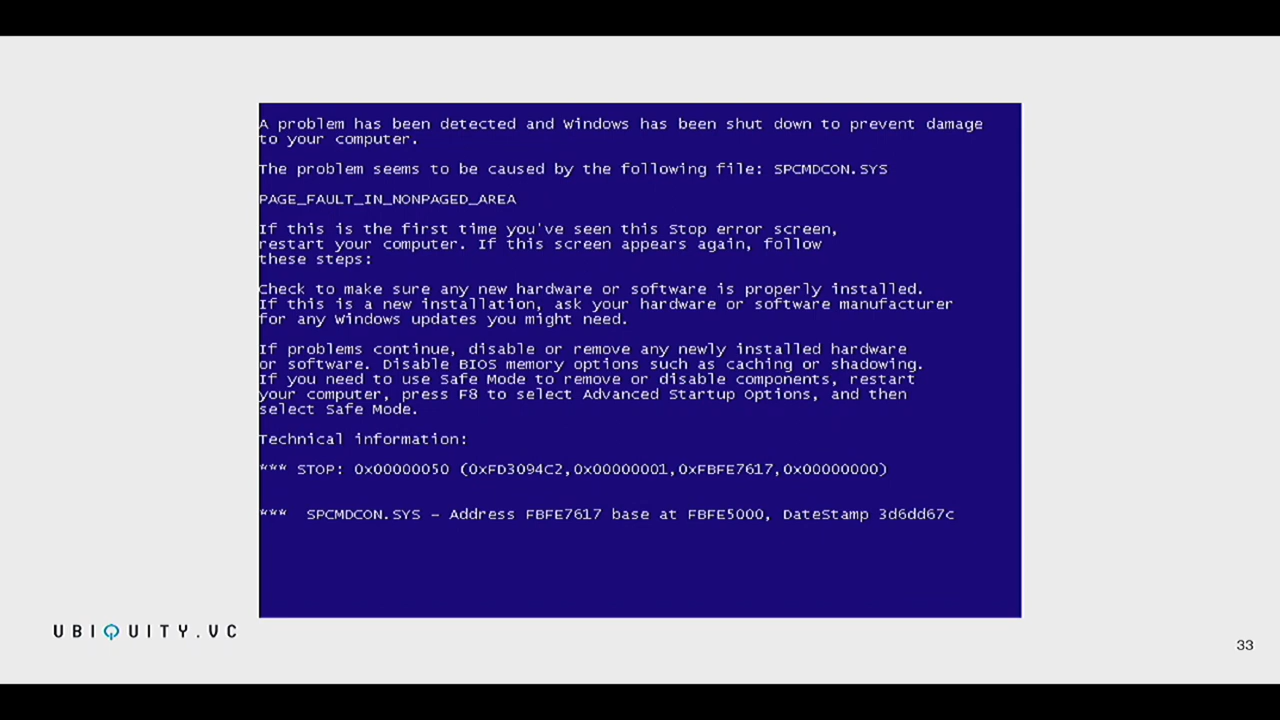 A problem has been detected and Windows has been shut down to prevent damage
to your computer.
The problem seems to be caused by the following file: SPCMDCON.SYS
PAGE_FAULT_IN_NONPAGED_AREA
If this is the first time you've seen this Stop error screen,
restart your computer. If this screen appears again, follow
these steps:
Check to make sure any new hardware or software is properly installed.
If this is a new installation, ask your hardware or software manufacturer
for any Windows updates you might need.
If problems continue, disable or remove any newly installed hardware
or software. Disable BIOS memory options such as caching or shadowing.
If you need to use Safe Mode to remove or disable components, restart
your computer, press F8 to select Advanced Startup Options, and then
select Safe Mode.
Technical information:
*** STOP: 0x00000050 (0xFD3094C2,0x00000001,0xFBFE7617,0x00000000)
*** SPCMDCON.SYS - Address FBFE7617 base at FBFE5000, DateStamp 3d6dd67c
UBIQUITY.VC
33